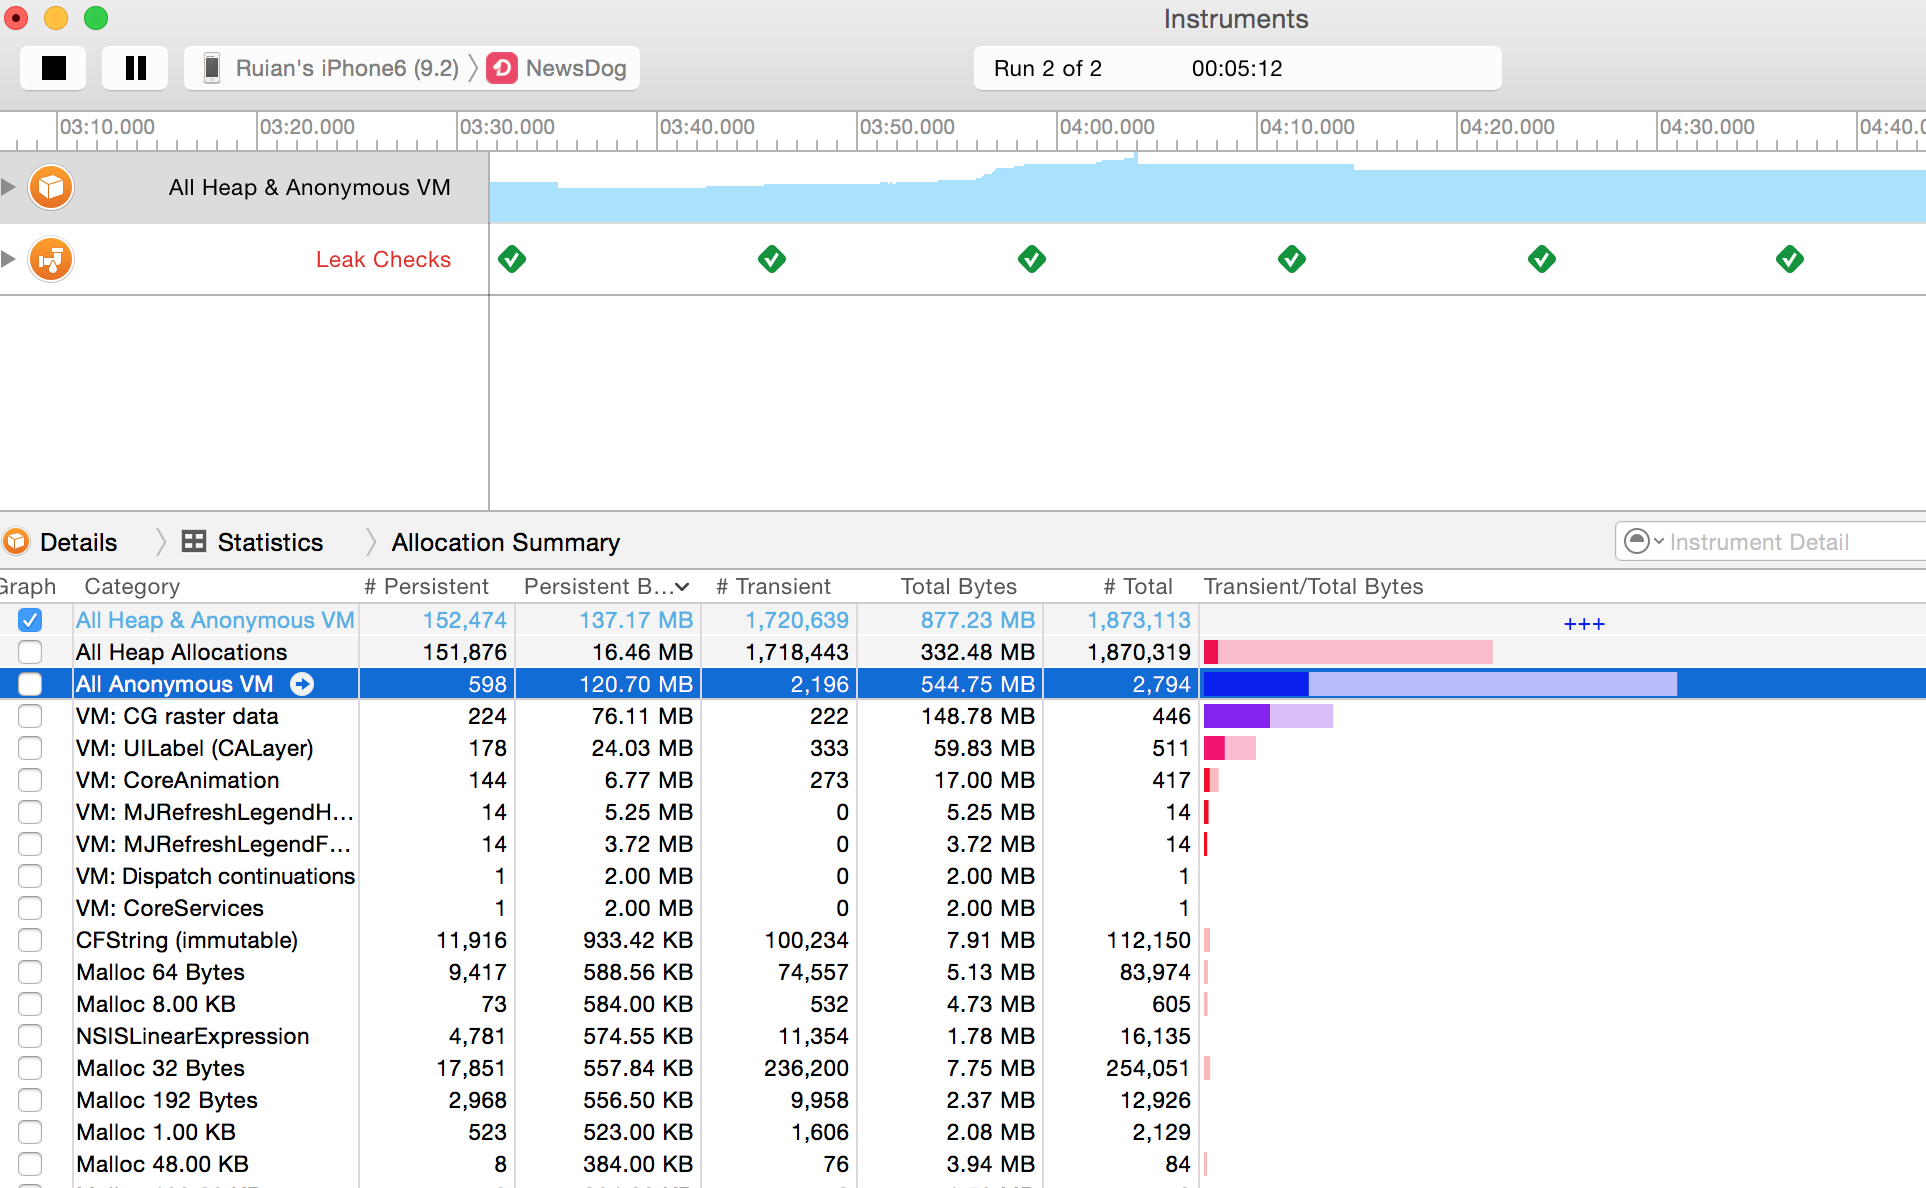 Instruments
Ruian's iPhone6 (9.2) NewsDog Run 2 of 2 00:05:12
03:10.000 03:20.000 03:30.000 03:40.000 03:50.000 04:00.000 04:10.000 04:20.000 04:30.000 04:40.0
All Heap & Anonymous VM
Leak Checks
Details Statistics Allocation Summary Instrument Detail
Graph Category # Persistent Persistent B... # Transient Total Bytes # Total Transient/Total Bytes
All Heap & Anonymous VM 152,474 137.17 MB 1,720,639 877.23 MB 1,873,113 +++
All Heap Allocations 151,876 16.46 MB 1,718,443 332.48 MB 1,870,319
All Anonymous VM 598 120.70 MB 2,196 544.75 MB 2,794
VM: CG raster data 224 76.11 MB 222 148.78 MB 446
VM: UILabel (CALayer) 178 24.03 MB 333 59.83 MB 511
VM: CoreAnimation 144 6.77 MB 273 17.00 MB 417
VM: MJRefreshLegendH... 14 5.25 MB 0 5.25 MB 14
VM: MJRefreshLegendF... 14 3.72 MB 0 3.72 MB 14
VM: Dispatch continuations 1 2.00 MB 0 2.00 MB 1
VM: CoreServices 1 2.00 MB 0 2.00 MB 1
CFString (immutable) 11,916 933.42 KB 100,234 7.91 MB 112,150
Malloc 64 Bytes 9,417 588.56 KB 74,557 5.13 MB 83,974
Malloc 8.00 KB 73 584.00 KB 532 4.73 MB 605
NSISLinearExpression 4,781 574.55 KB 11,354 1.78 MB 16,135
Malloc 32 Bytes 17,851 557.84 KB 236,200 7.75 MB 254,051
Malloc 192 Bytes 2,968 556.50 KB 9,958 2.37 MB 12,926
Malloc 1.00 KB 523 523.00 KB 1,606 2.08 MB 2,129
Malloc 48.00 KB 8 384.00 KB 76 3.94 MB 84